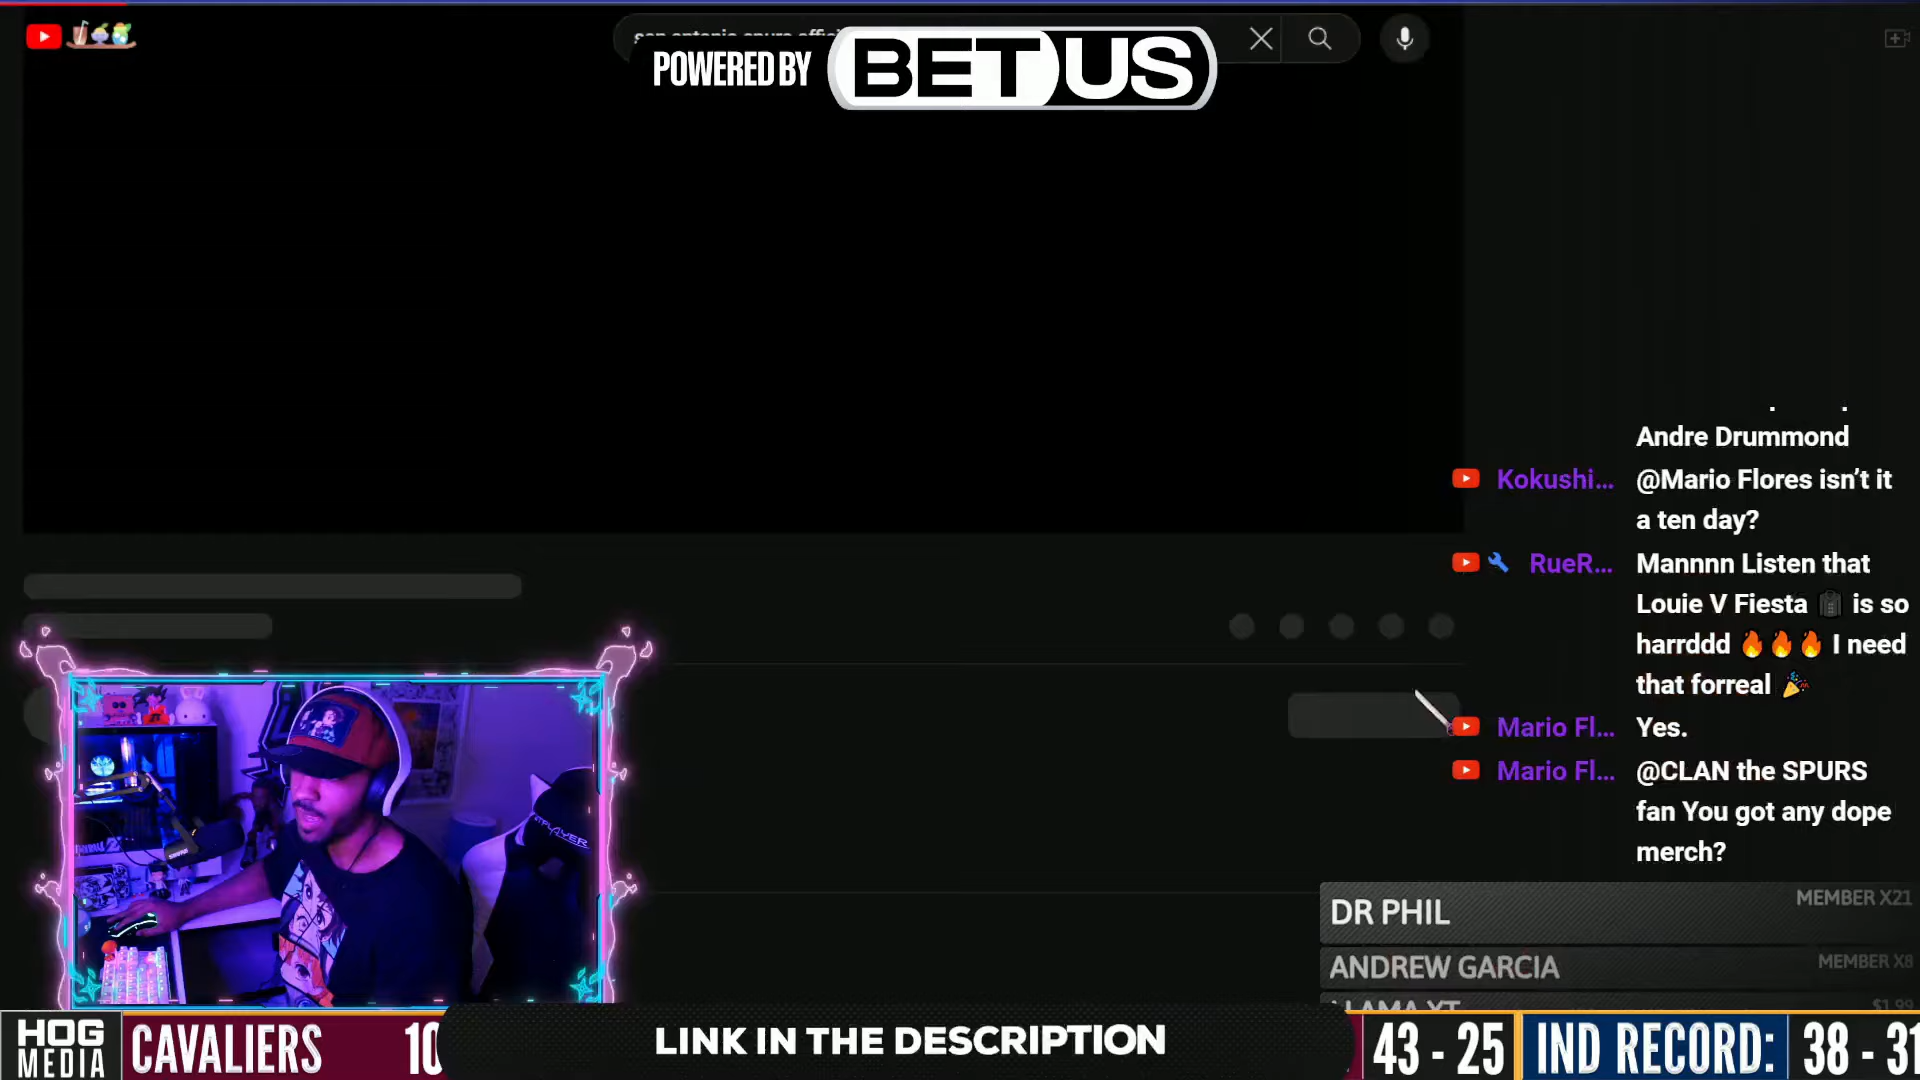 POWERED BY BETUS
Andre Drummond
Kokushi... @Mario Flores isn't it
a ten day?
RueR... Mannnn Listen that
Louie V Fiesta is so
harrddd 🔥🔥🔥 I need
that forreal 🎉
Mario Fl... Yes.
Mario Fl... @CLAN the SPURS
fan You got any dope
merch?
DR PHIL MEMBER X21
ANDREW GARCIA MEMBER X8
$1.99
HOG
MEDIA
CAVALIERS 10
LINK IN THE DESCRIPTION
43 - 25 IND RECORD: 38 - 31